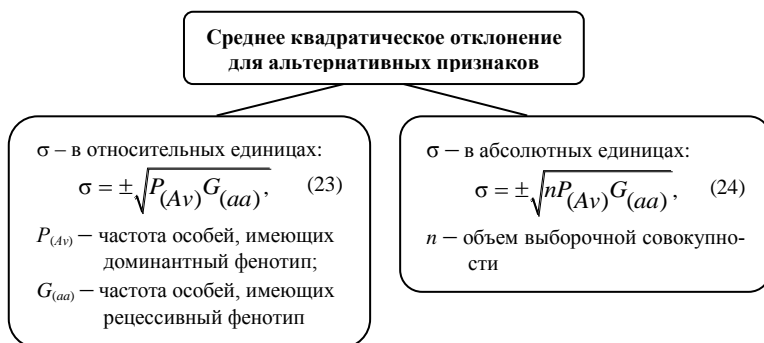 Среднее квадратическое отклонение
для альтернативных признаков
σ – в относительных единицах:
σ = ±√P(Av)G(aa), (23)
P(Av) – частота особей, имеющих
доминантный фенотип;
G(aa) – частота особей, имеющих
рецессивный фенотип
σ – в абсолютных единицах:
σ = ±√nP(Av)G(aa), (24)
n – объем выборочной совокупно-
сти